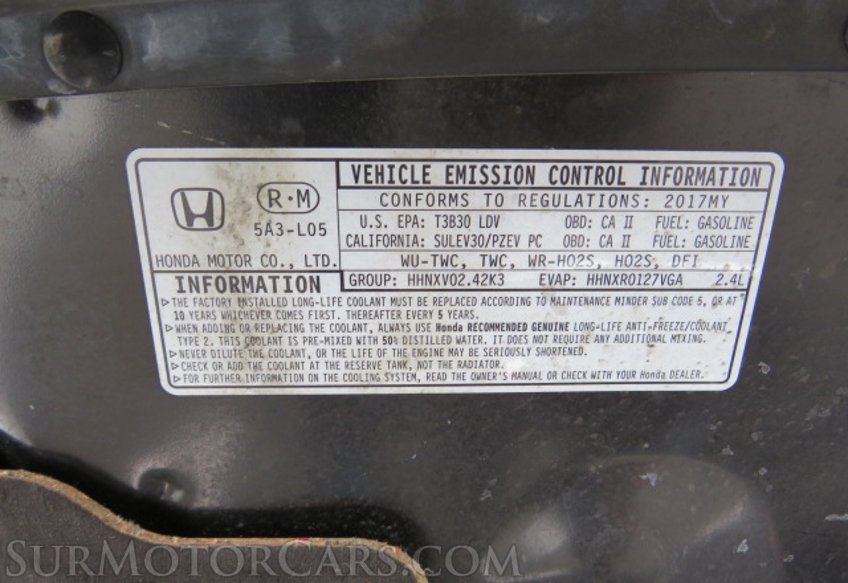 VEHICLE EMISSION CONTROL INFORMATION
R·M
5A3-L05
HONDA MOTOR CO., LTD.
CONFORMS TO REGULATIONS: 2017MY
U.S. EPA: T3B30 LDV OBD: CA II FUEL: GASOLINE
CALIFORNIA: SULEV30/PZEV PC OBD: CA II FUEL: GASOLINE
WU-TWC, TWC, WR-HO2S, HO2S, DFI
GROUP: HHNXV02.42K3 EVAP: HHNXR0127VGA 2.4L
INFORMATION
▷THE FACTORY INSTALLED LONG-LIFE COOLANT MUST BE REPLACED ACCORDING TO MAINTENANCE MINDER SUB CODE 5, OR AT
10 YEARS WHICHEVER COMES FIRST. THEREAFTER EVERY 5 YEARS.
▷WHEN ADDING OR REPLACING THE COOLANT, ALWAYS USE Honda RECOMMENDED GENUINE LONG-LIFE ANTI-FREEZE/COOLANT
TYPE 2. THIS COOLANT IS PRE-MIXED WITH 50% DISTILLED WATER. IT DOES NOT REQUIRE ANY ADDITIONAL MIXING.
▷NEVER DILUTE THE COOLANT, OR THE LIFE OF THE ENGINE MAY BE SERIOUSLY SHORTENED.
▷CHECK OR ADD THE COOLANT AT THE RESERVE TANK, NOT THE RADIATOR.
▷FOR FURTHER INFORMATION ON THE COOLING SYSTEM, READ THE OWNER'S MANUAL OR CHECK WITH YOUR Honda DEALER.
SURMOTORCARS.COM